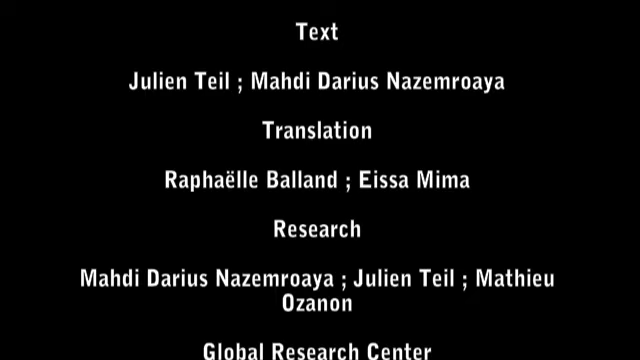 Text
Julien Teil ; Mahdi Darius Nazemroaya
Translation
Raphaëlle Balland ; Eissa Mima
Research
Mahdi Darius Nazemroaya ; Julien Teil ; Mathieu
Ozanon
Global Research Center